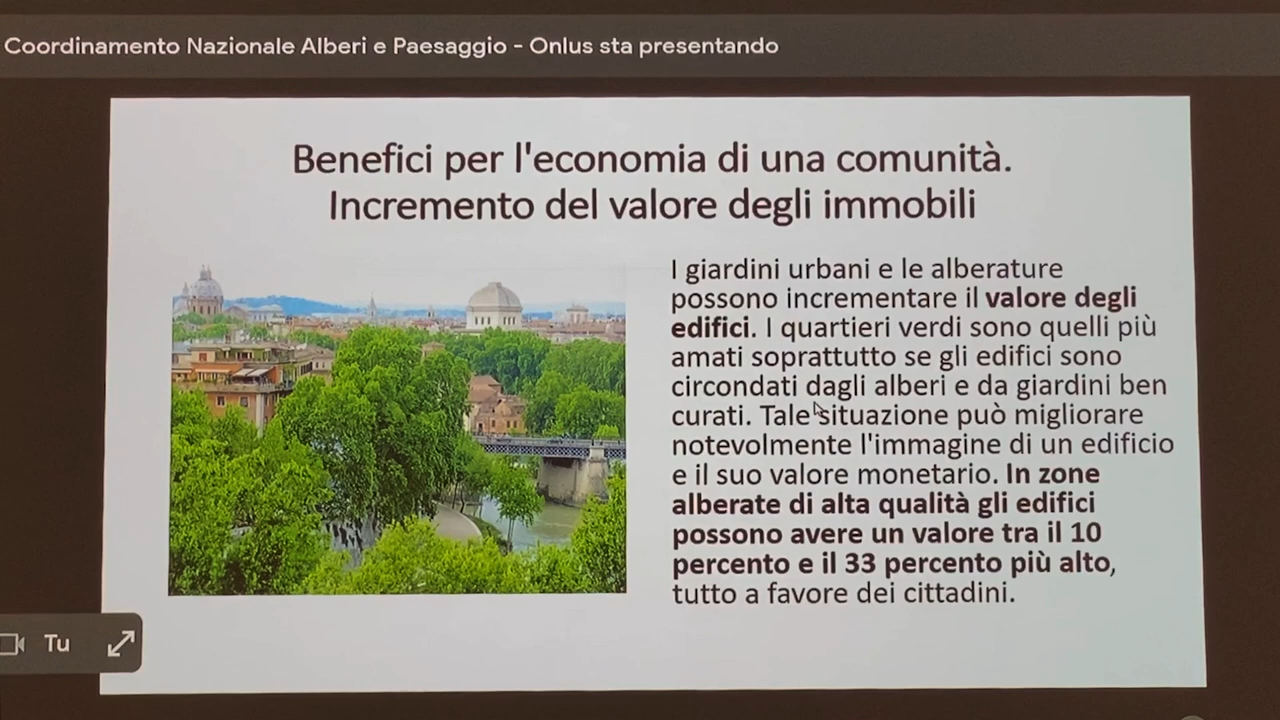 Coordinamento Nazionale Alberi e Paesaggio - Onlus sta presentando
Benefici per l'economia di una comunità.
Incremento del valore degli immobili
I giardini urbani e le alberature
possono incrementare il valore degli
edifici. I quartieri verdi sono quelli più
amati soprattutto se gli edifici sono
circondati dagli alberi e da giardini ben
curati. Tale situazione può migliorare
notevolmente l'immagine di un edificio
e il suo valore monetario. In zone
alberate di alta qualità gli edifici
possono avere un valore tra il 10
percento e il 33 percento più alto,
tutto a favore dei cittadini.
Tu